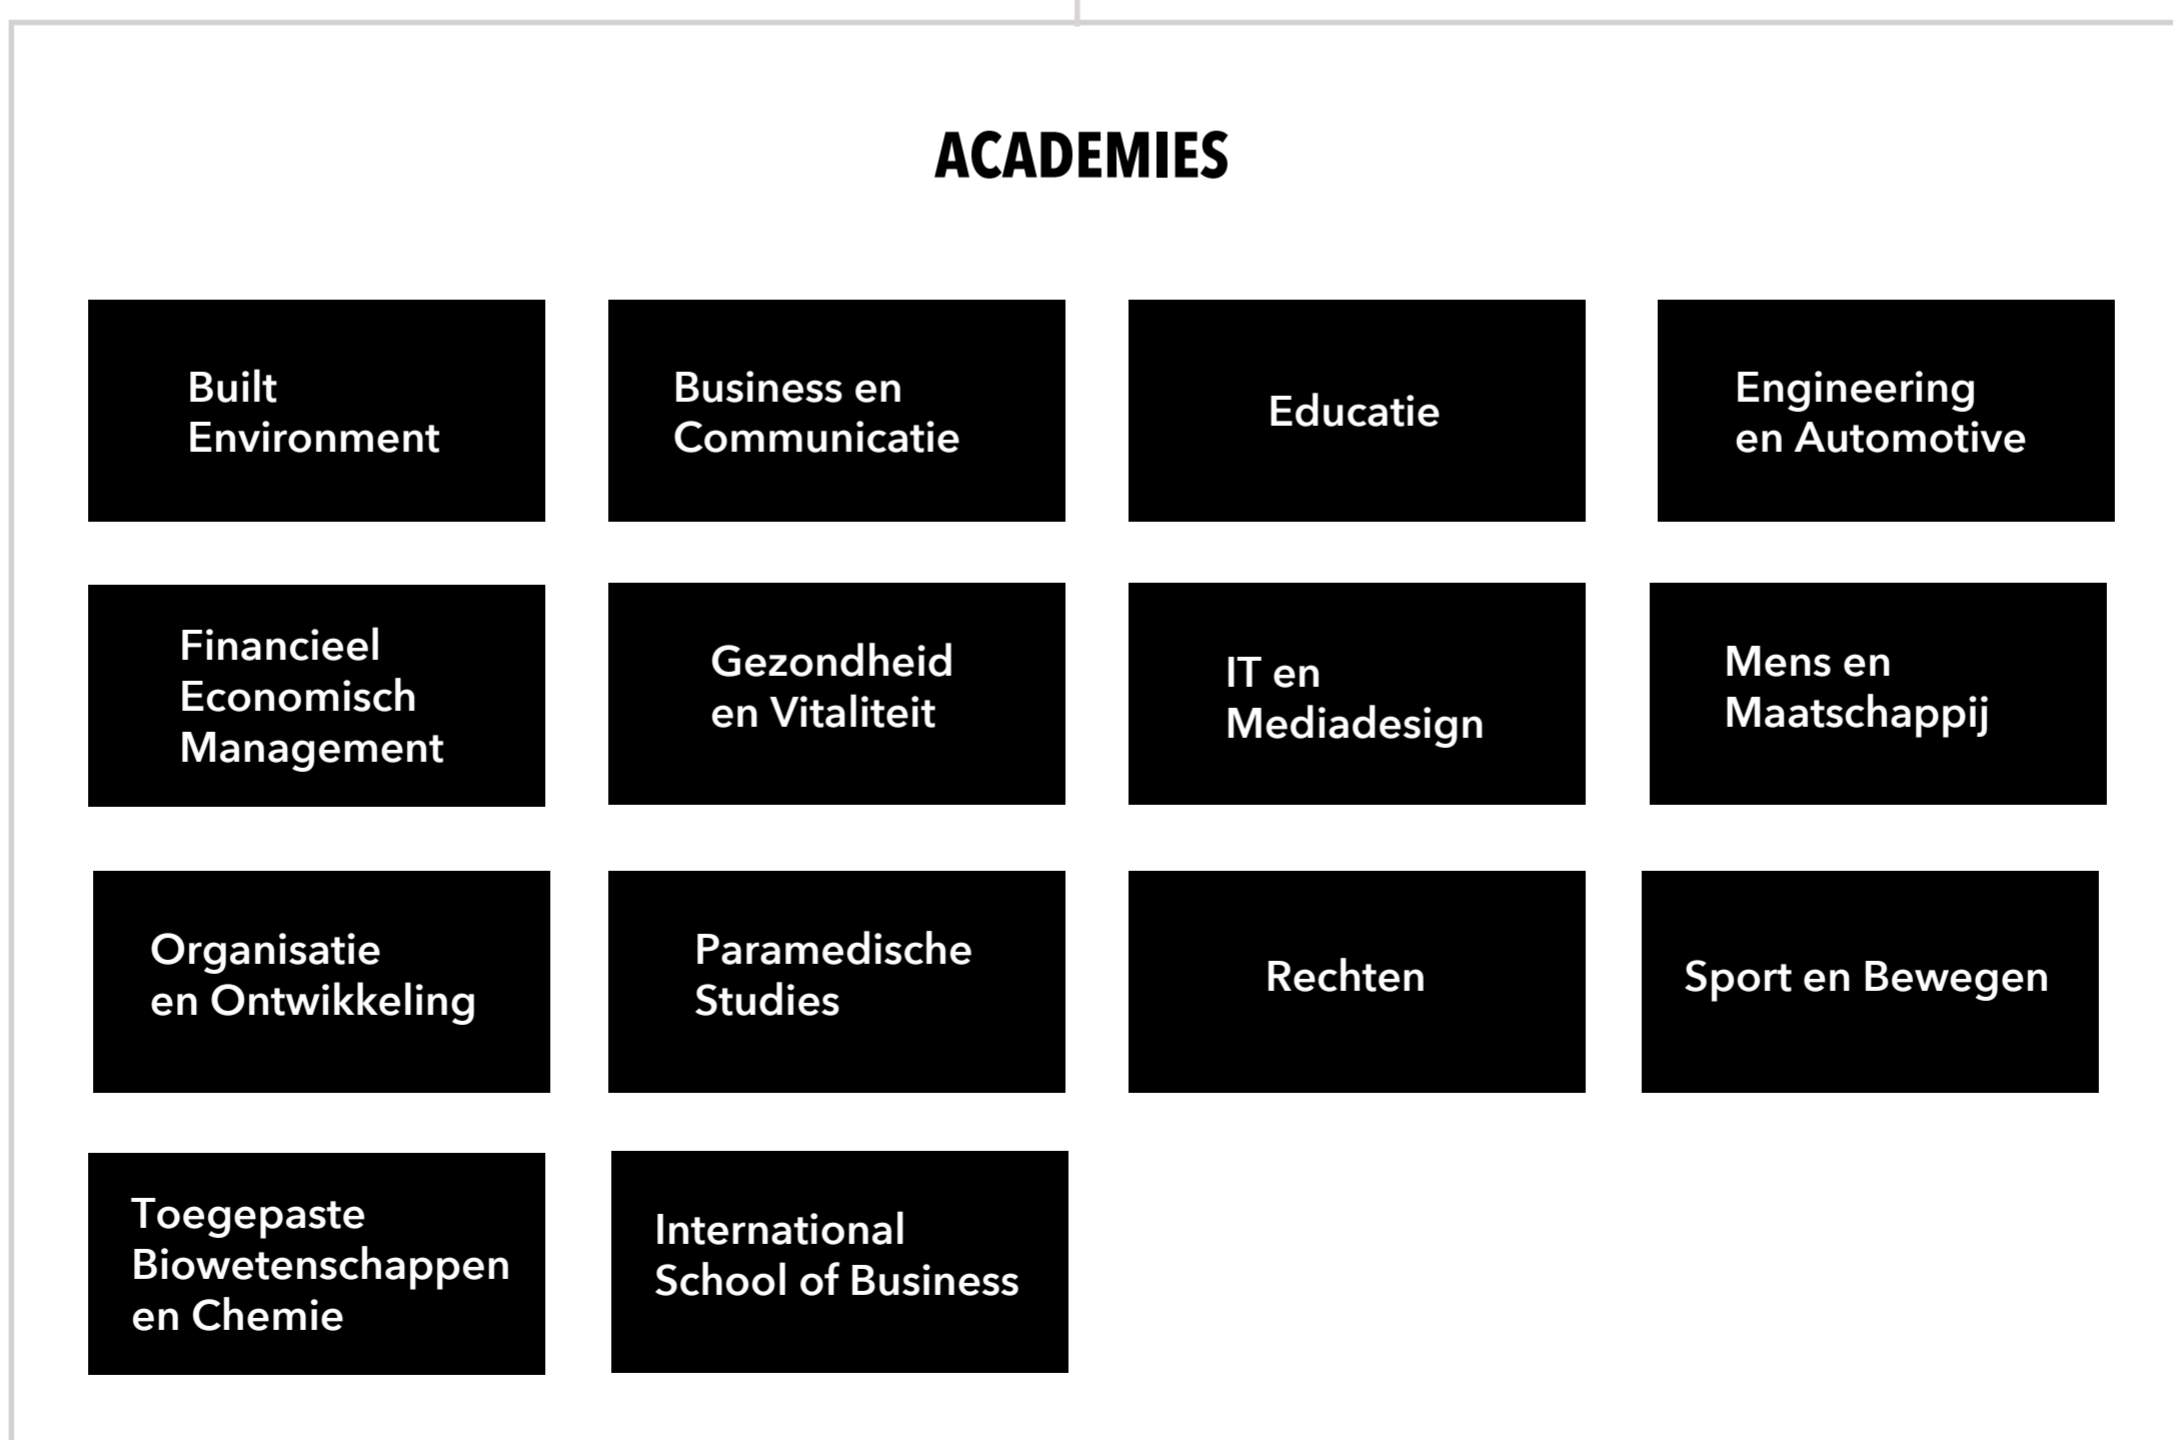 ACADEMIES
Built
Environment
Business en
Communicatie
Educatie
Engineering
en Automotive
Financieel
Economisch
Management
Gezondheid
en Vitaliteit
IT en
Mediadesign
Mens en
Maatschappij
Organisatie
en Ontwikkeling
Paramedische
Studies
Rechten
Sport en Bewegen
Toegepaste
Biowetenschappen
en Chemie
International
School of Business